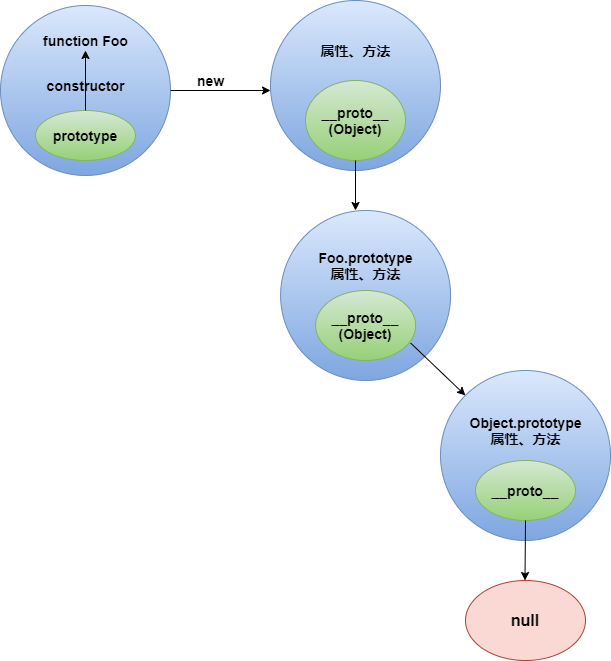 function Foo
constructor
prototype
new
属性、方法
__proto__
(Object)
Foo.prototype
属性、方法
__proto__
(Object)
Object.prototype
属性、方法
__proto__
null